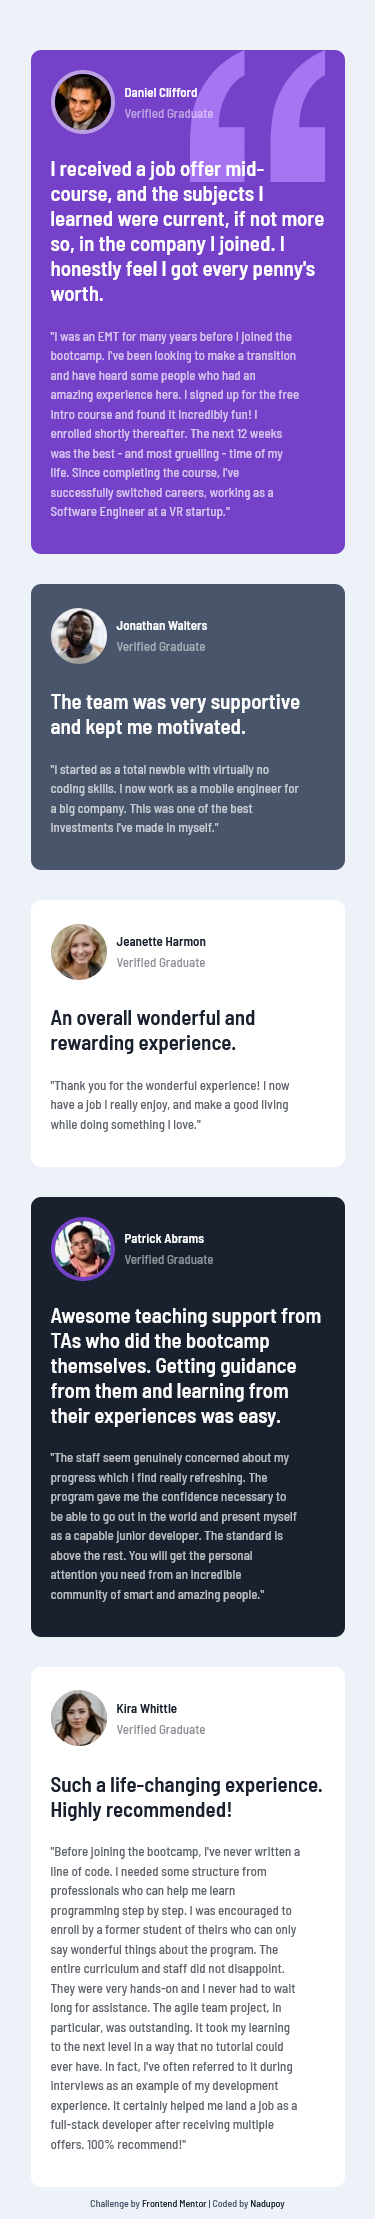 Daniel Clifford
Verified Graduate
I received a job offer mid-
course, and the subjects I
learned were current, if not more
so, in the company I joined. I
honestly feel I got every penny's
worth.
"I was an EMT for many years before I joined the
bootcamp. I've been looking to make a transition
and have heard some people who had an
amazing experience here. I signed up for the free
intro course and found it incredibly fun! I
enrolled shortly thereafter. The next 12 weeks
was the best - and most grueling - time of my
life. Since completing the course, I've
successfully switched careers, working as a
Software Engineer at a VR startup."
Jonathan Walters
Verified Graduate
The team was very supportive
and kept me motivated.
"I started as a total newbie with virtually no
coding skills. I now work as a mobile engineer for
a big company. This was one of the best
investments I've made in myself."
Jeanette Harmon
Verified Graduate
An overall wonderful and
rewarding experience.
"Thank you for the wonderful experience! I now
have a job I really enjoy, and make a good living
while doing something I love."
Patrick Abrams
Verified Graduate
Awesome teaching support from
TAs who did the bootcamp
themselves. Getting guidance
from them and learning from
their experiences was easy.
"The staff seem genuinely concerned about my
progress which I find really refreshing. The
program gave me the confidence necessary to
be able to go out in the world and present myself
as a capable junior developer. The standard is
above the rest. You will get the personal
attention you need from an incredible
community of smart and amazing people."
Kira Whittle
Verified Graduate
Such a life-changing experience.
Highly recommended!
"Before joining the bootcamp, I've never written a
line of code. I needed some structure from
professionals who can help me learn
programming step by step. I was encouraged to
enroll by a former student of theirs who can only
say wonderful things about the program. The
entire curriculum and staff did not disappoint.
They were very hands-on and I never had to wait
long for assistance. The agile team project, in
particular, was outstanding. It took my learning
to the next level in a way that no tutorial could
ever have. In fact, I've often referred to it during
interviews as an example of my development
experience. It certainly helped me land a job as a
full-stack developer after receiving multiple
offers. 100% recommend!"
Challenge by Frontend Mentor | Coded by Nadupoy